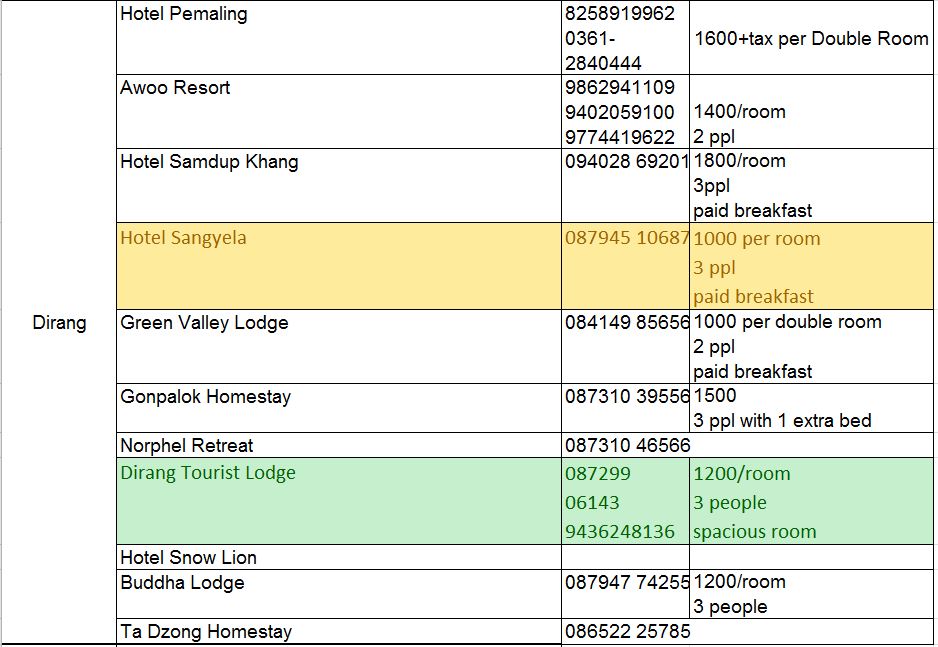 Hotel Pemaling
8258919962
0361-
2840444
1600+tax per Double Room
Awoo Resort
9862941109
9402059100
9774419622
1400/room
2 ppl
Hotel Samdup Khang
094028 69201
1800/room
3ppl
paid breakfast
Hotel Sangyela
087945 10687
1000 per room
3 ppl
paid breakfast
Dirang
Green Valley Lodge
084149 85656
1000 per double room
2 ppl
paid breakfast
Gonpalok Homestay
087310 39556
1500
3 ppl with 1 extra bed
Norphel Retreat
087310 46566
Dirang Tourist Lodge
087299
06143
9436248136
1200/room
3 people
spacious room
Hotel Snow Lion
Buddha Lodge
087947 74255
1200/room
3 people
Ta Dzong Homestay
086522 25785